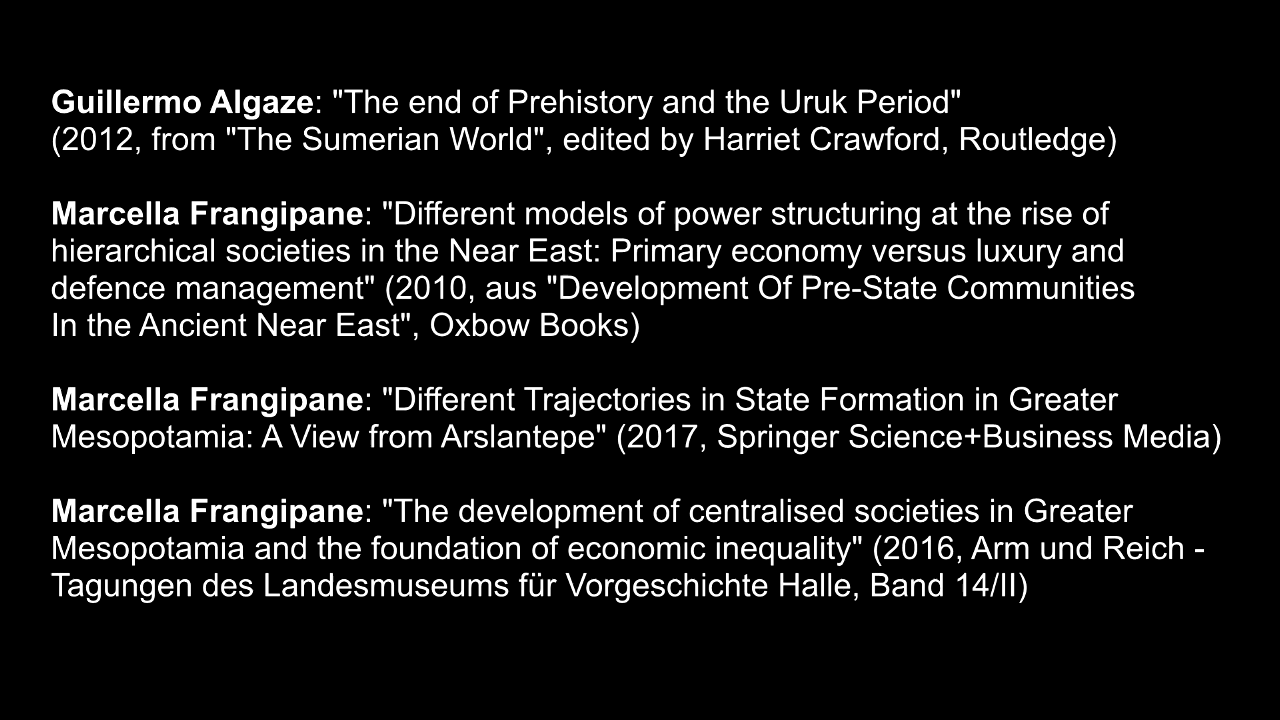 Guillermo Algaze: "The end of Prehistory and the Uruk Period"
(2012, from "The Sumerian World", edited by Harriet Crawford, Routledge)
Marcella Frangipane: "Different models of power structuring at the rise of
hierarchical societies in the Near East: Primary economy versus luxury and
defence management" (2010, aus "Development Of Pre-State Communities
In the Ancient Near East", Oxbow Books)
Marcella Frangipane: "Different Trajectories in State Formation in Greater
Mesopotamia: A View from Arslantepe" (2017, Springer Science+Business Media)
Marcella Frangipane: "The development of centralised societies in Greater
Mesopotamia and the foundation of economic inequality" (2016, Arm und Reich -
Tagungen des Landesmuseums für Vorgeschichte Halle, Band 14/II)